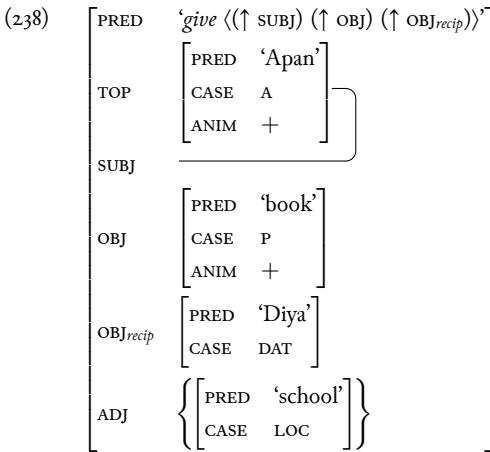 (238) PRED ‘give ⟨(↑ SUBJ) (↑ OBJ) (↑ OBJrecip)⟩’
PRED ‘Apan’
TOP CASE A
ANIM +
SUBJ
PRED ‘book’
OBJ CASE P
ANIM +
OBJrecip PRED ‘Diya’
CASE DAT
ADJ { PRED ‘school’ }
CASE LOC